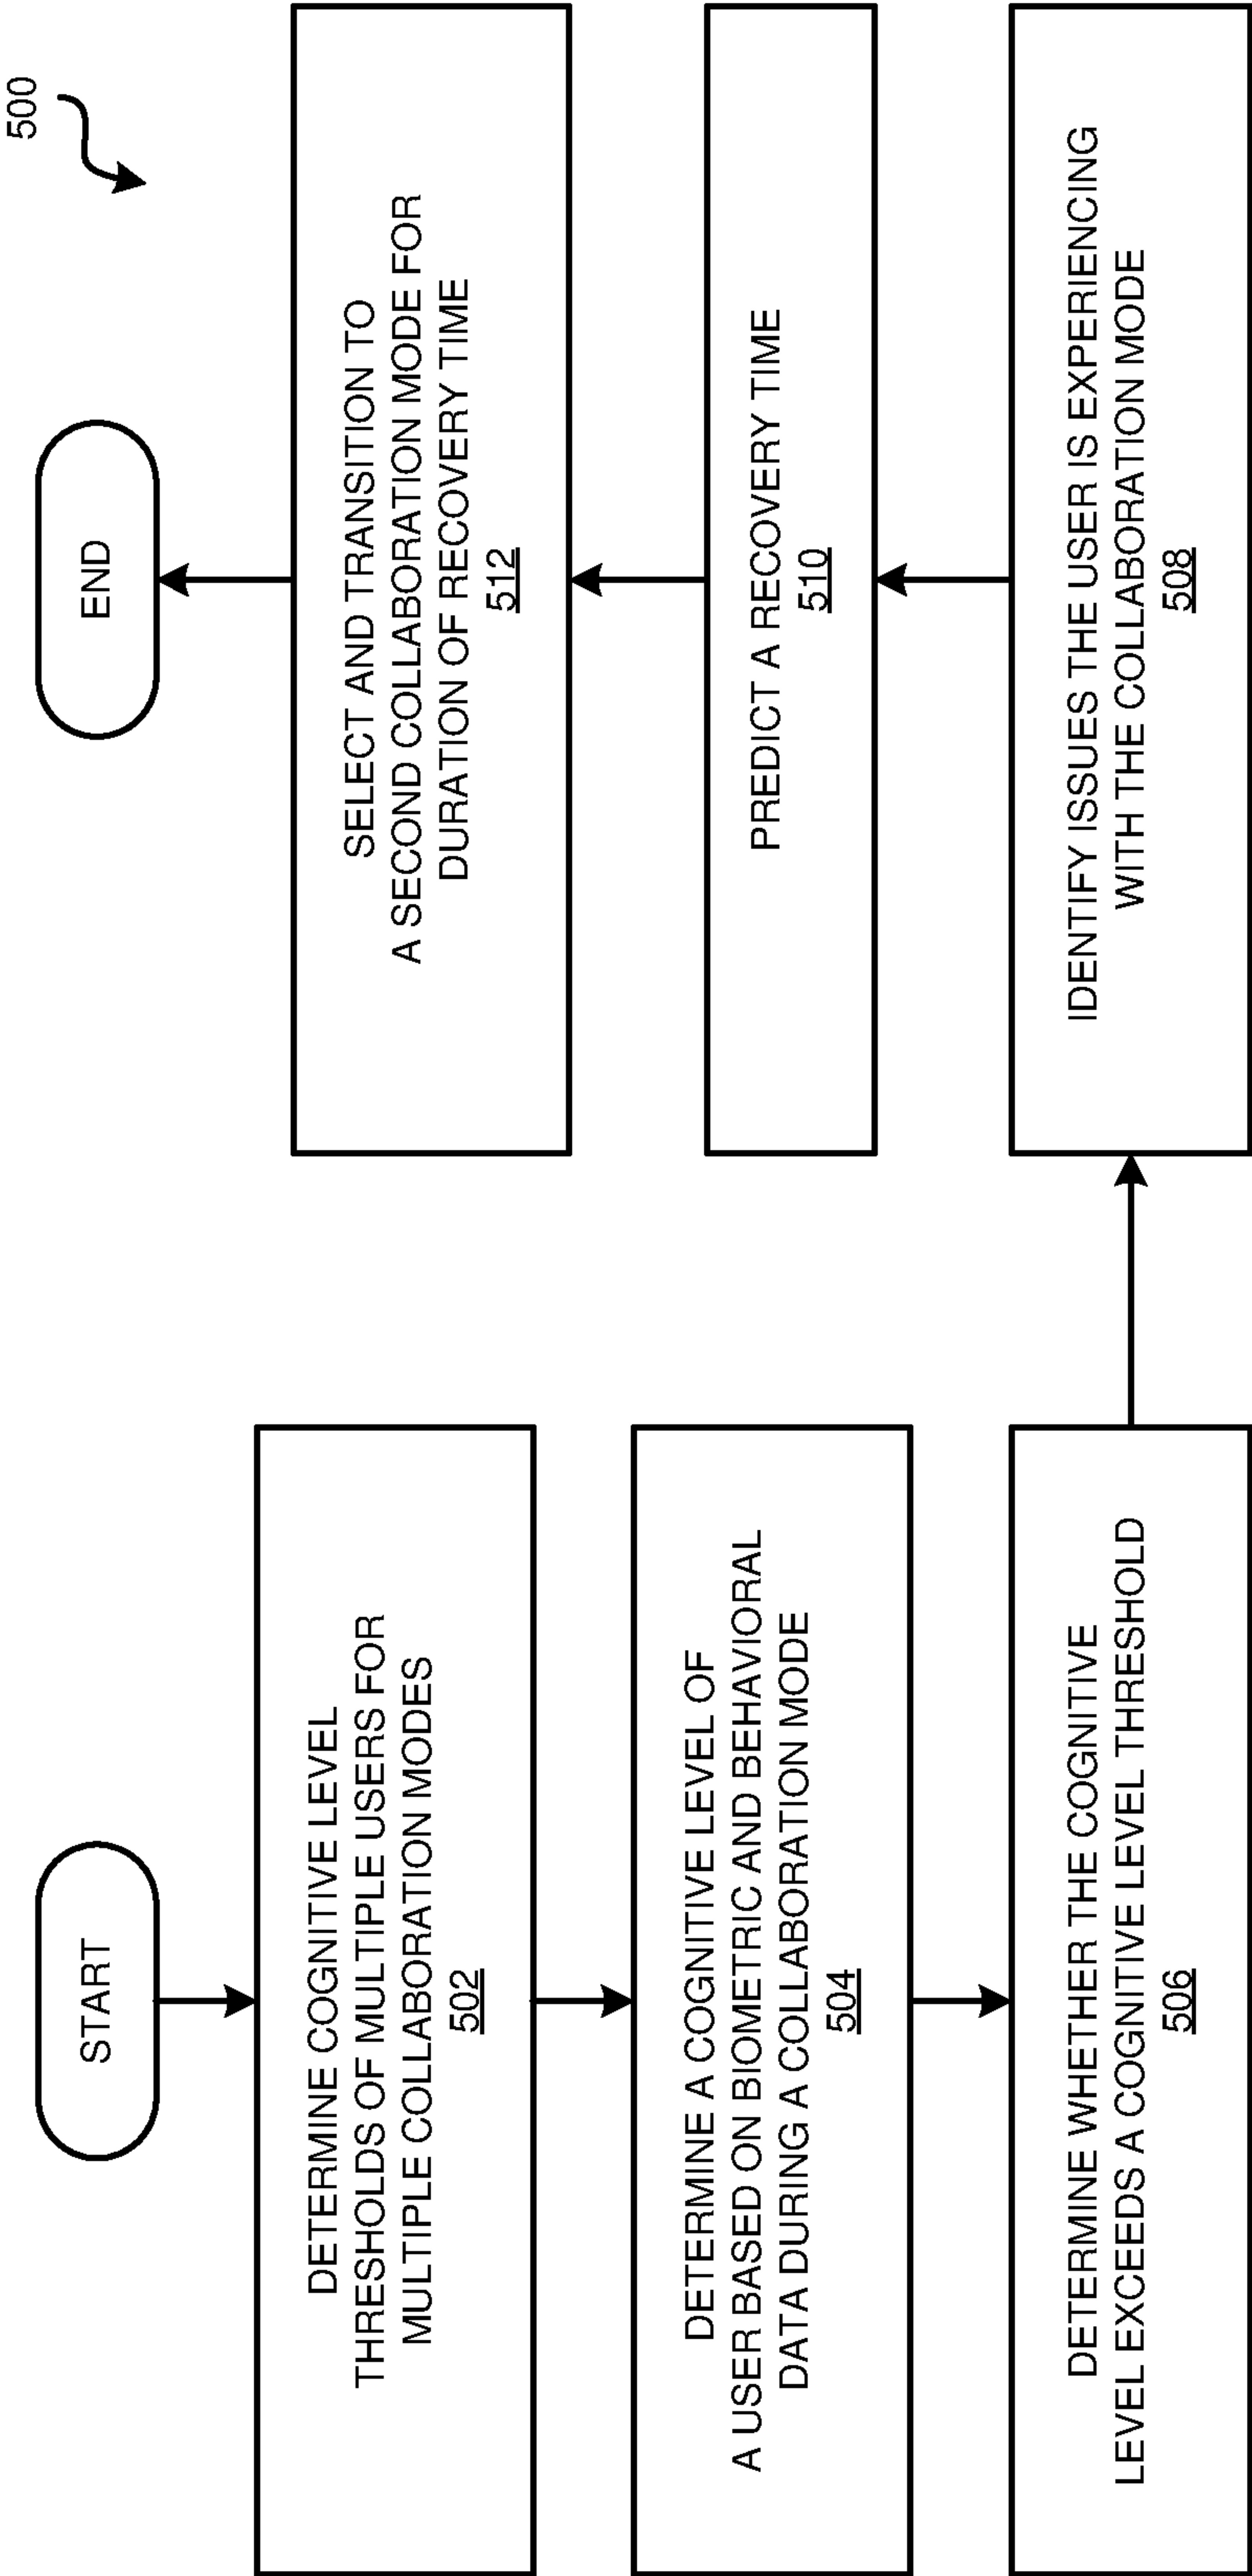 500
START
DETERMINE COGNITIVE LEVEL
THRESHOLDS OF MULTIPLE USERS FOR
MULTIPLE COLLABORATION MODES
502
DETERMINE A COGNITIVE LEVEL OF
A USER BASED ON BIOMETRIC AND BEHAVIORAL
DATA DURING A COLLABORATION MODE
504
DETERMINE WHETHER THE COGNITIVE
LEVEL EXCEEDS A COGNITIVE LEVEL THRESHOLD
506
IDENTIFY ISSUES THE USER IS EXPERIENCING
WITH THE COLLABORATION MODE
508
PREDICT A RECOVERY TIME
510
SELECT AND TRANSITION TO
A SECOND COLLABORATION MODE FOR
DURATION OF RECOVERY TIME
512
END